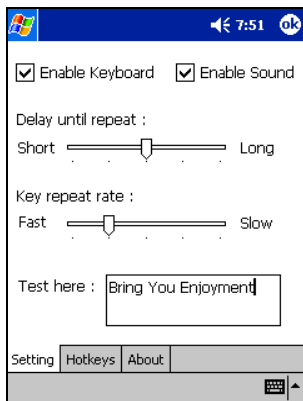 7:51 ok
Enable Keyboard Enable Sound
Delay until repeat :
Short Long
Key repeat rate :
Fast Slow
Test here : Bring You Enjoyment
Setting Hotkeys About